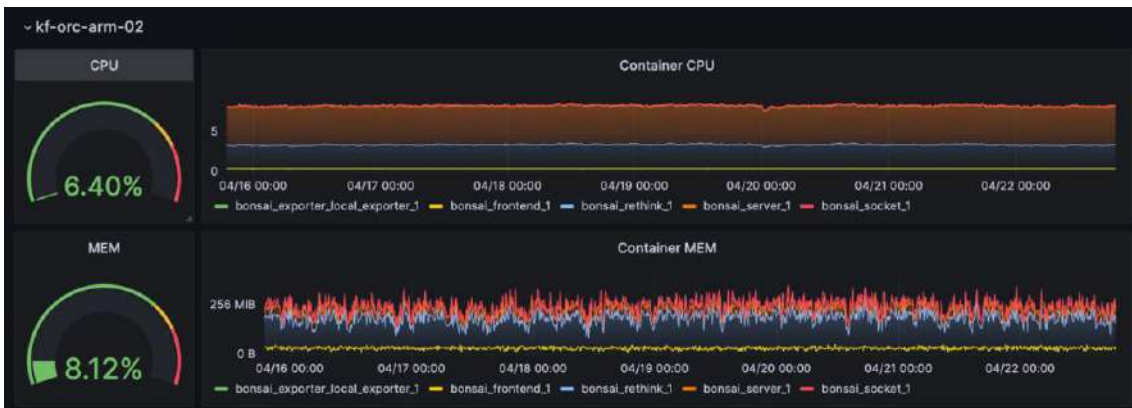 kf-orc-arm-02
CPU
6.40%
Container CPU
5
0
04/16 00:00 04/17 00:00 04/18 00:00 04/19 00:00 04/20 00:00 04/21 00:00 04/22 00:00
bonsai_exporter_local_exporter_1 bonsai_frontend_1 bonsai_rethink_1 bonsai_server_1 bonsai_socket_1
MEM
8.12%
Container MEM
256 MiB
0 B
04/16 00:00 04/17 00:00 04/18 00:00 04/19 00:00 04/20 00:00 04/21 00:00 04/22 00:00
bonsai_exporter_local_exporter_1 bonsai_frontend_1 bonsai_rethink_1 bonsai_server_1 bonsai_socket_1